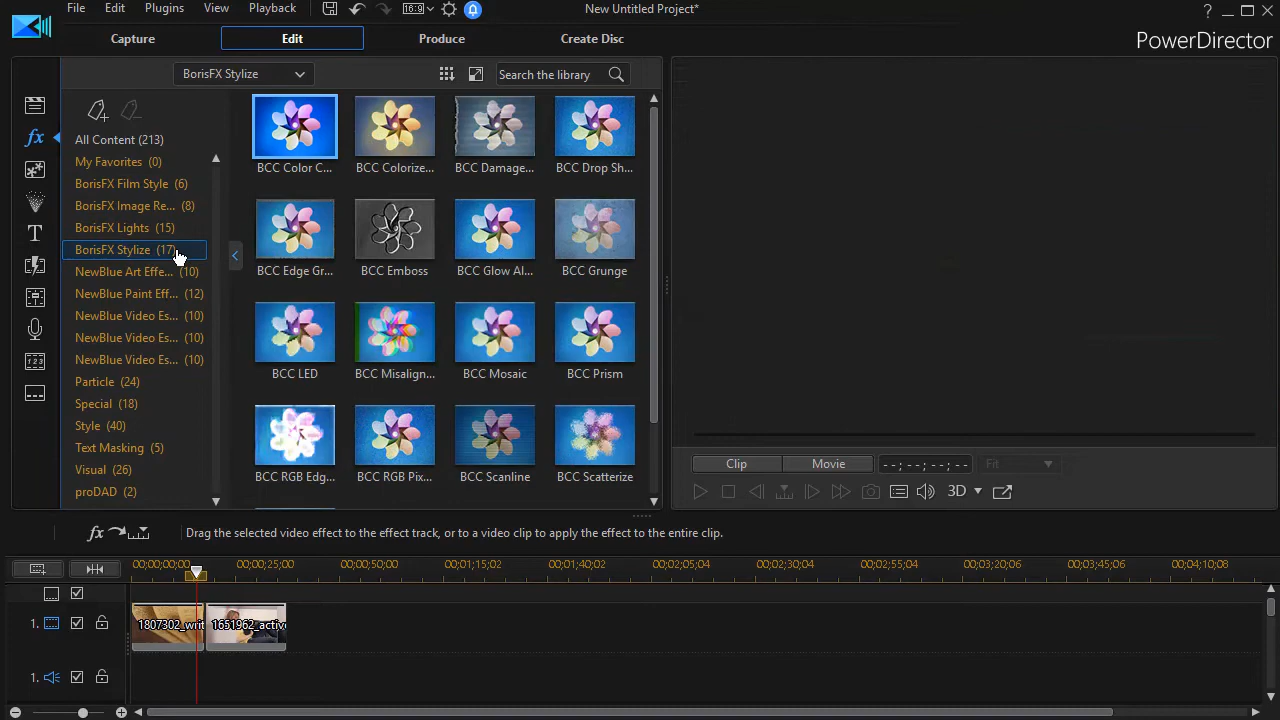 File Edit Plugins View Playback 16:9 New Untitled Project* ?
Capture Edit Produce Create Disc PowerDirector
BorisFX Stylize Search the library
All Content (213)
My Favorites (0)
BorisFX Film Style (6)
BorisFX Image Re... (8)
BorisFX Lights (15)
BorisFX Stylize (17)
NewBlue Art Effe... (10)
NewBlue Paint Eff... (12)
NewBlue Video Es... (10)
NewBlue Video Es... (10)
NewBlue Video Es... (10)
Particle (24)
Special (18)
Style (40)
Text Masking (5)
Visual (26)
proDAD (2)
fx
T
BCC Color C... BCC Colorize... BCC Damage... BCC Drop Sh...
BCC Edge Gr... BCC Emboss BCC Glow Al... BCC Grunge
BCC LED BCC Misalign... BCC Mosaic BCC Prism
BCC RGB Edg... BCC RGB Pix... BCC Scanline BCC Scatterize
Clip Movie --;--;--;-- Fit
3D
fx Drag the selected video effect to the effect track, or to a video clip to apply the effect to the entire clip.
00;00;00;00 00;00;25;00 00;00;50;00 00;01;15;02 00;01;40;02 00;02;05;04 00;02;30;04 00;02;55;04 00;03;20;06 00;03;45;06 00;04;10;08
1. 1807302_writ 1651962_activ
1.